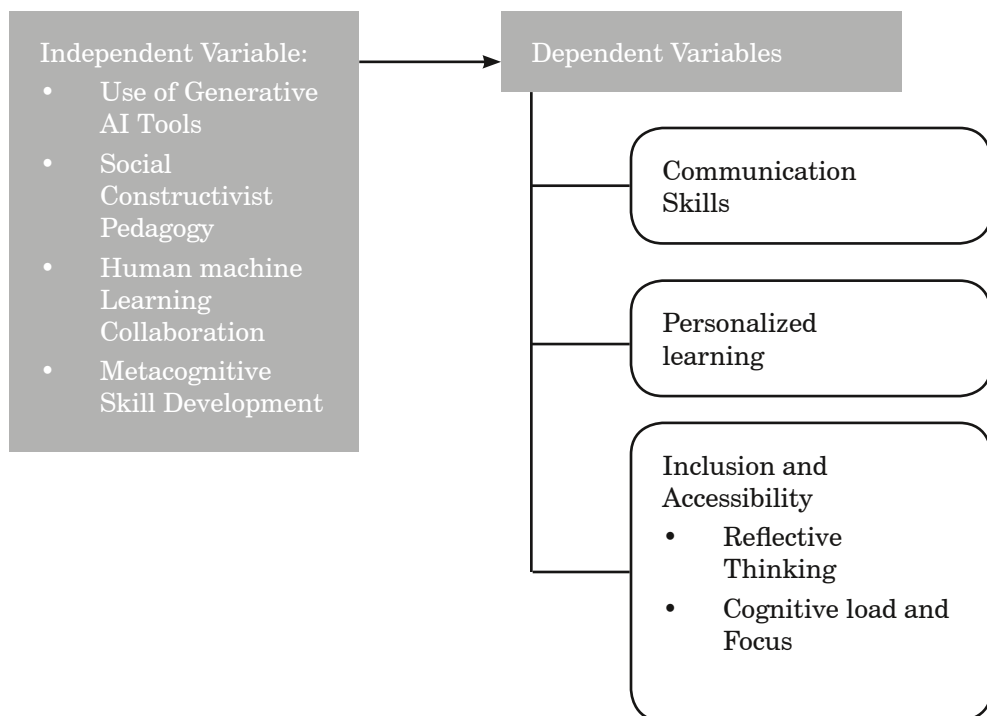 Independent Variable:
• Use of Generative
AI Tools
• Social
Constructivist
Pedagogy
• Human machine
Learning
Collaboration
• Metacognitive
Skill Development
Dependent Variables
Communication
Skills
Personalized
learning
Inclusion and
Accessibility
• Reflective
Thinking
• Cognitive load and
Focus